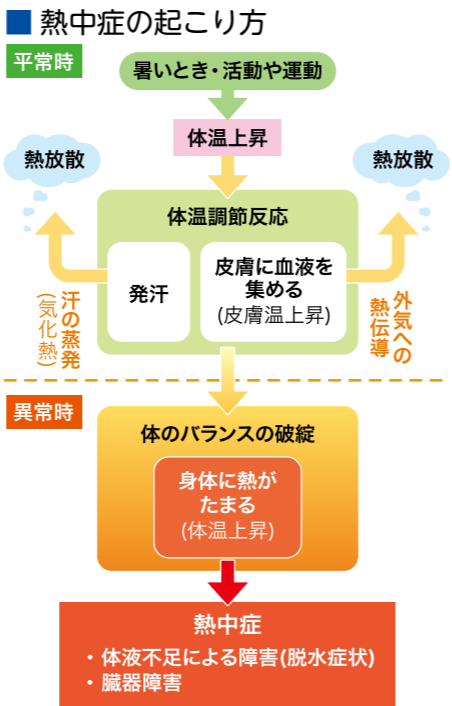 熱中症の起こり方
平常時
暑いとき・活動や運動
体温上昇
熱放散
熱放散
体温調節反応
発汗
皮膚に血液を
集める
(皮膚温上昇)
汗の蒸発
(気化熱)
外気への
熱伝導
異常時
体のバランスの破綻
身体に熱が
たまる
(体温上昇)
熱中症
・体液不足による障害(脱水症状)
・臓器障害